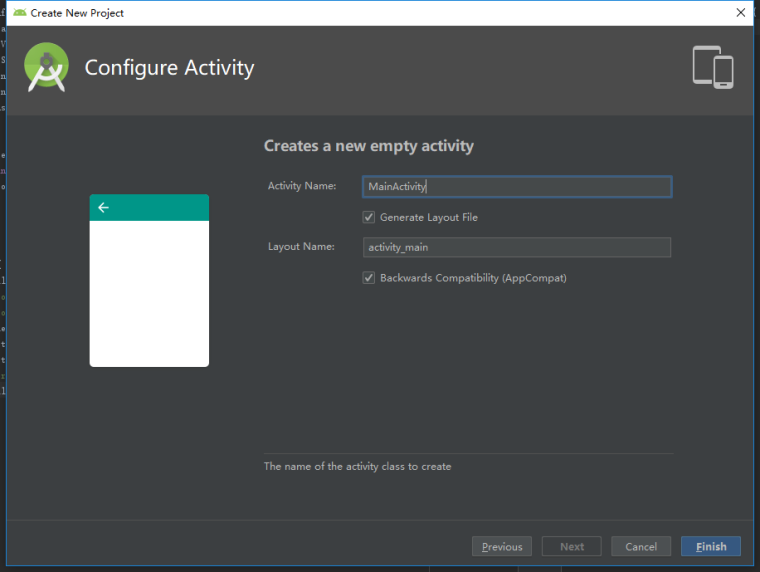 Create New Project
Configure Activity
Creates a new empty activity
Activity Name:
MainActivity
Generate Layout File
Layout Name:
activity_main
Backwards Compatibility (AppCompat)
The name of the activity class to create
Previous
Next
Cancel
Finish